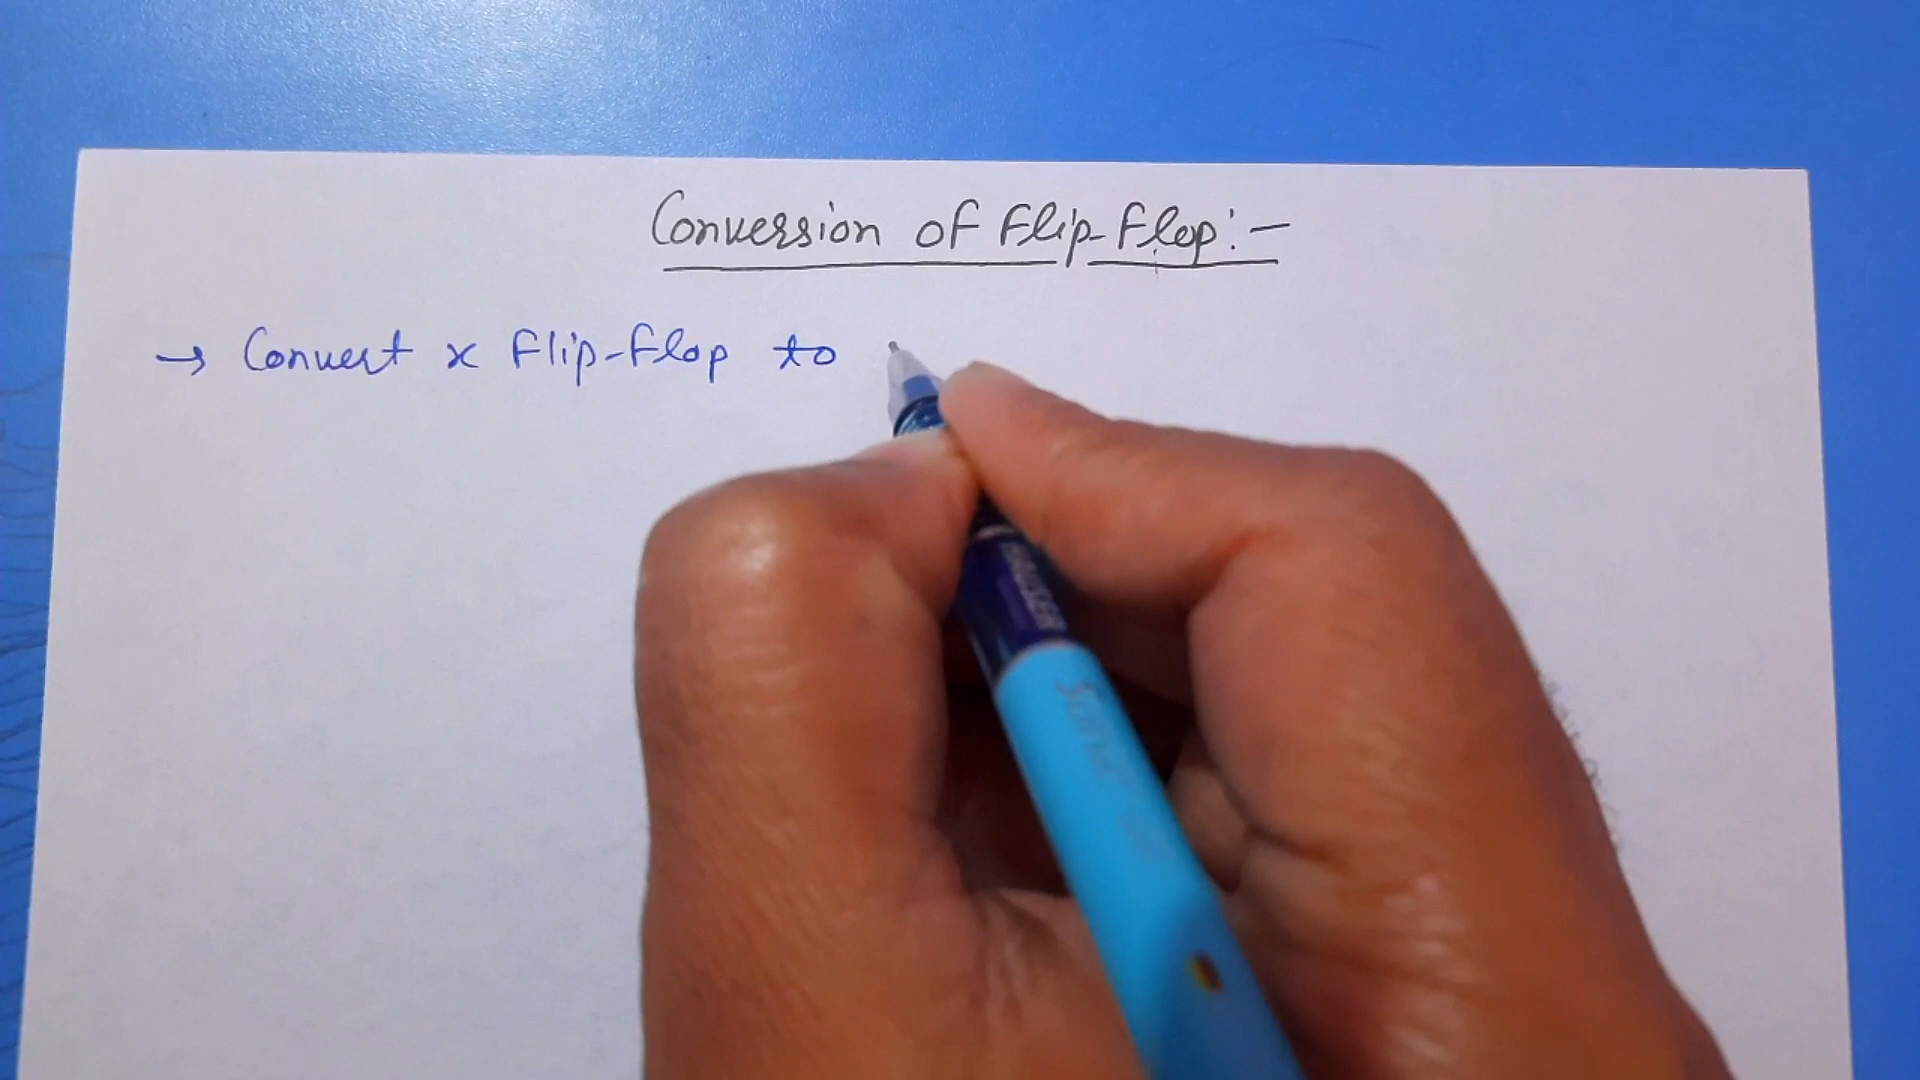 Conversion of Flip-Flop:-
→ Convert x Flip-Flop to